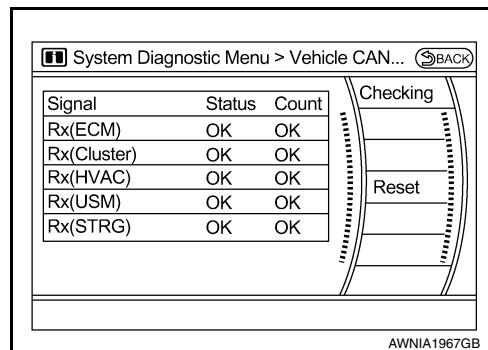 System Diagnostic Menu > Vehicle CAN... BACK
Signal Status Count
Rx(ECM) OK OK
Rx(Cluster) OK OK
Rx(HVAC) OK OK
Rx(USM) OK OK
Rx(STRG) OK OK
Checking
Reset
AWNIA1967GB